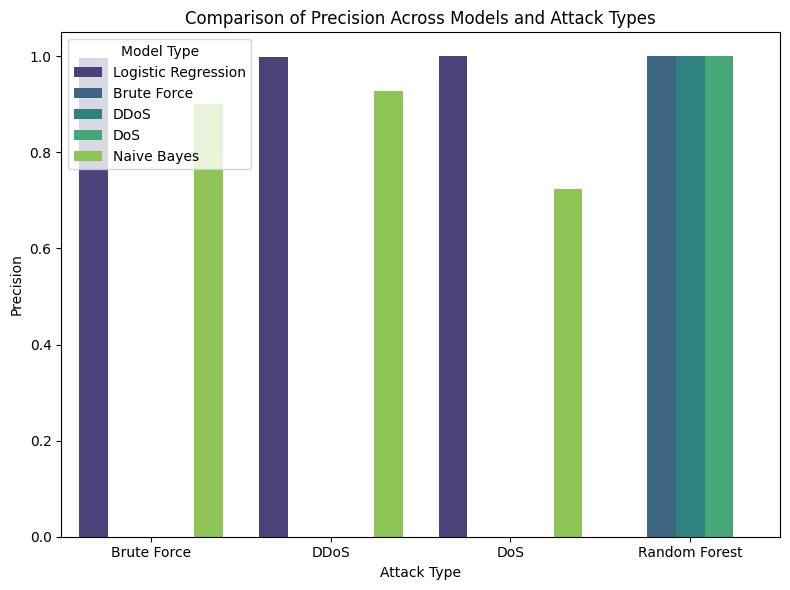 Comparison of Precision Across Models and Attack Types
Model Type
Logistic Regression
Brute Force
DDoS
DoS
Naive Bayes
Precision
1.0
0.8
0.6
0.4
0.2
0.0
Brute Force
DDoS
DoS
Random Forest
Attack Type